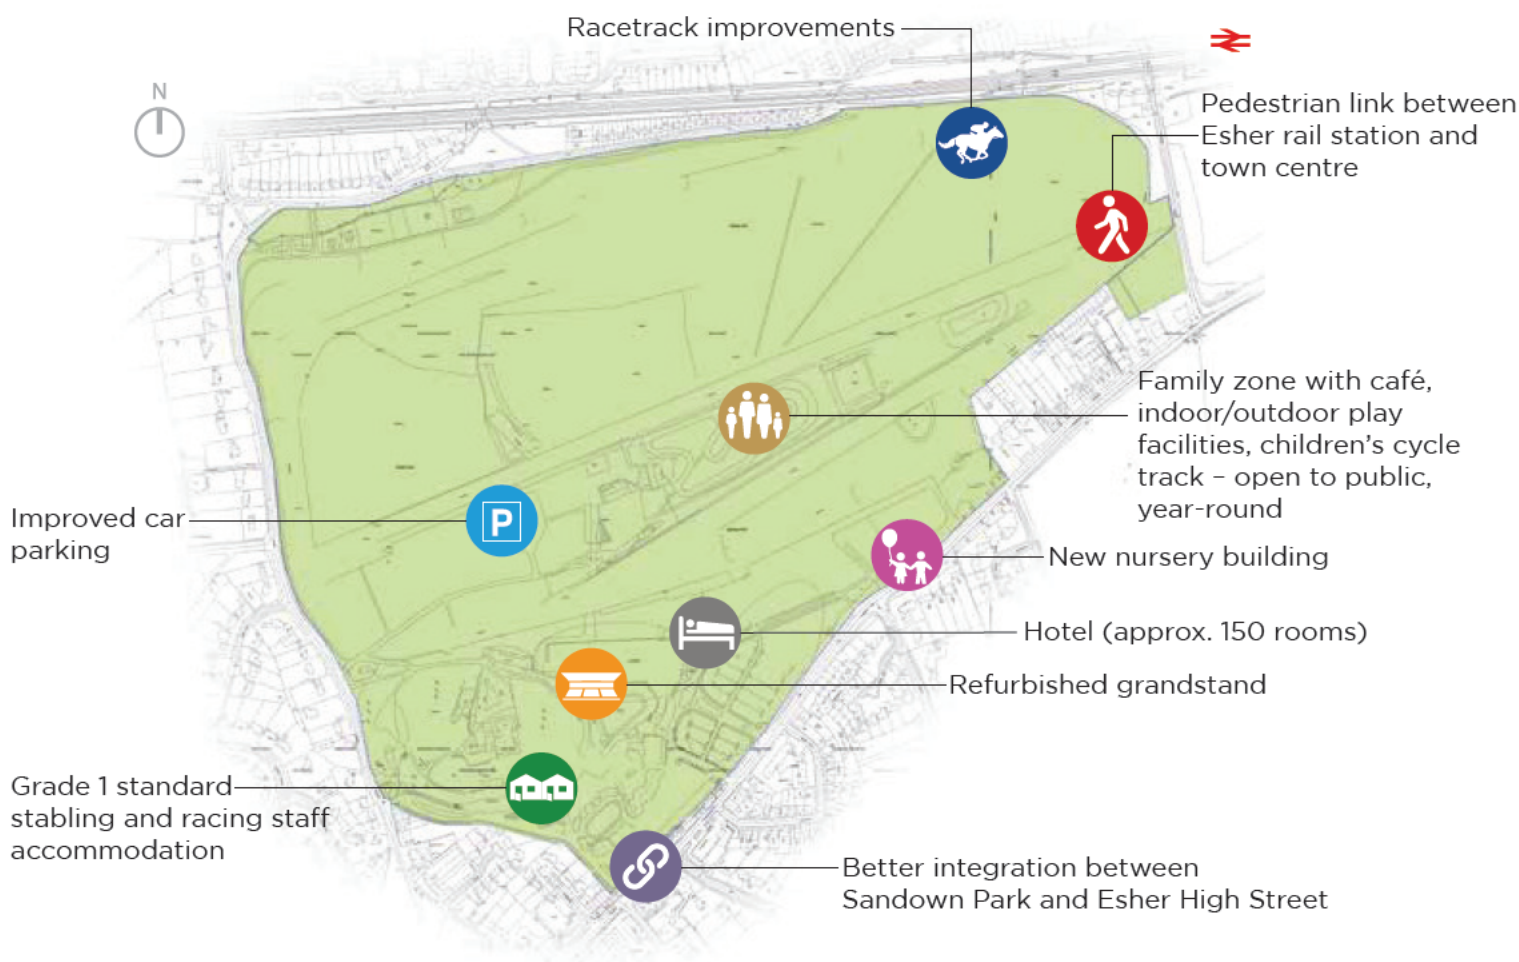 Racetrack improvements
N
Pedestrian link between
Esher rail station and
town centre
Family zone with café,
indoor/outdoor play
facilities, children's cycle
track – open to public,
year-round
Improved car
parking
P
New nursery building
Hotel (approx. 150 rooms)
Refurbished grandstand
Grade 1 standard
stabling and racing staff
accommodation
Better integration between
Sandown Park and Esher High Street